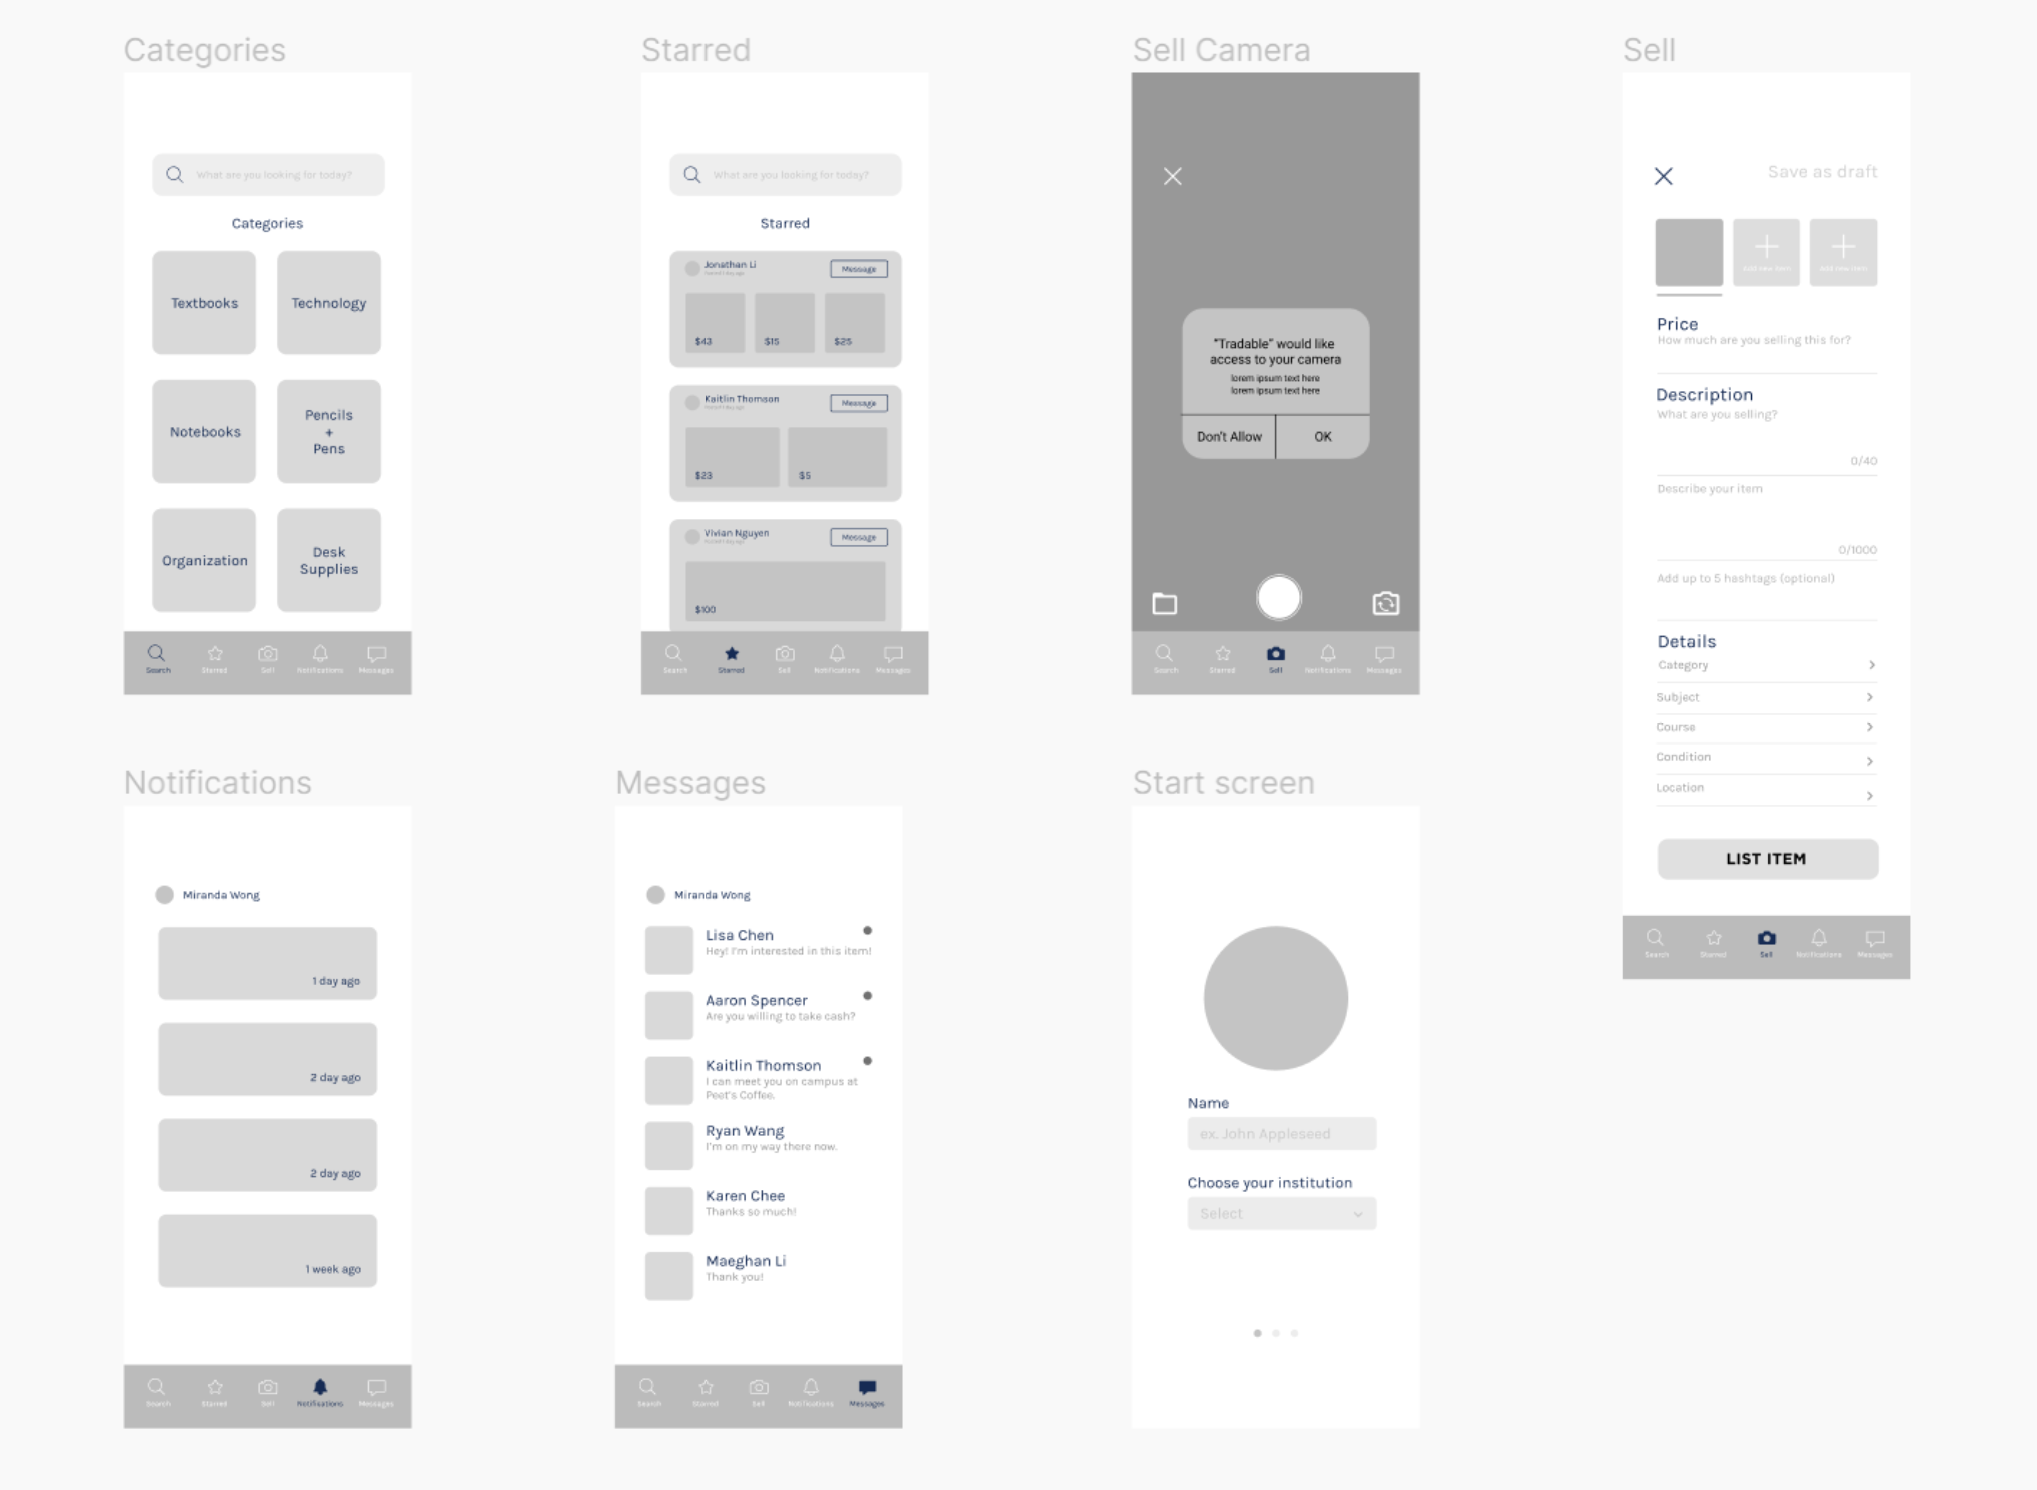 Categories
What are you looking for today?
Categories
Textbooks
Technology
Notebooks
Pencils
+
Pens
Organization
Desk
Supplies
Search
Starred
Sell
Notifications
Messages
Starred
What are you looking for today?
Starred
Jonathan Li
Message
$43
$15
$25
Kaitlin Thomson
Message
$23
$5
Vivian Nguyen
Message
$100
Search
Starred
Sell
Notifications
Messages
Sell Camera
"Tradable" would like
access to your camera
lorem ipsum text here
lorem ipsum text here
Don't Allow
OK
Search
Starred
Sell
Notifications
Messages
Sell
Save as draft
Add new item
Add new item
Price
How much are you selling this for?
Description
What are you selling?
0/40
Describe your item
0/1000
Add up to 5 hashtags (optional)
Details
Category
Subject
Course
Condition
Location
LIST ITEM
Search
Starred
Sell
Notifications
Messages
Notifications
Miranda Wong
1 day ago
2 day ago
2 day ago
1 week ago
Search
Starred
Sell
Notifications
Messages
Messages
Miranda Wong
Lisa Chen
Hey! I'm interested in this item!
Aaron Spencer
Are you willing to take cash?
Kaitlin Thomson
I can meet you on campus at
Peet's Coffee.
Ryan Wang
I'm on my way there now.
Karen Chee
Thanks so much!
Maeghan Li
Thank you!
Search
Starred
Sell
Notifications
Messages
Start screen
Name
ex. John Appleseed
Choose your institution
Select